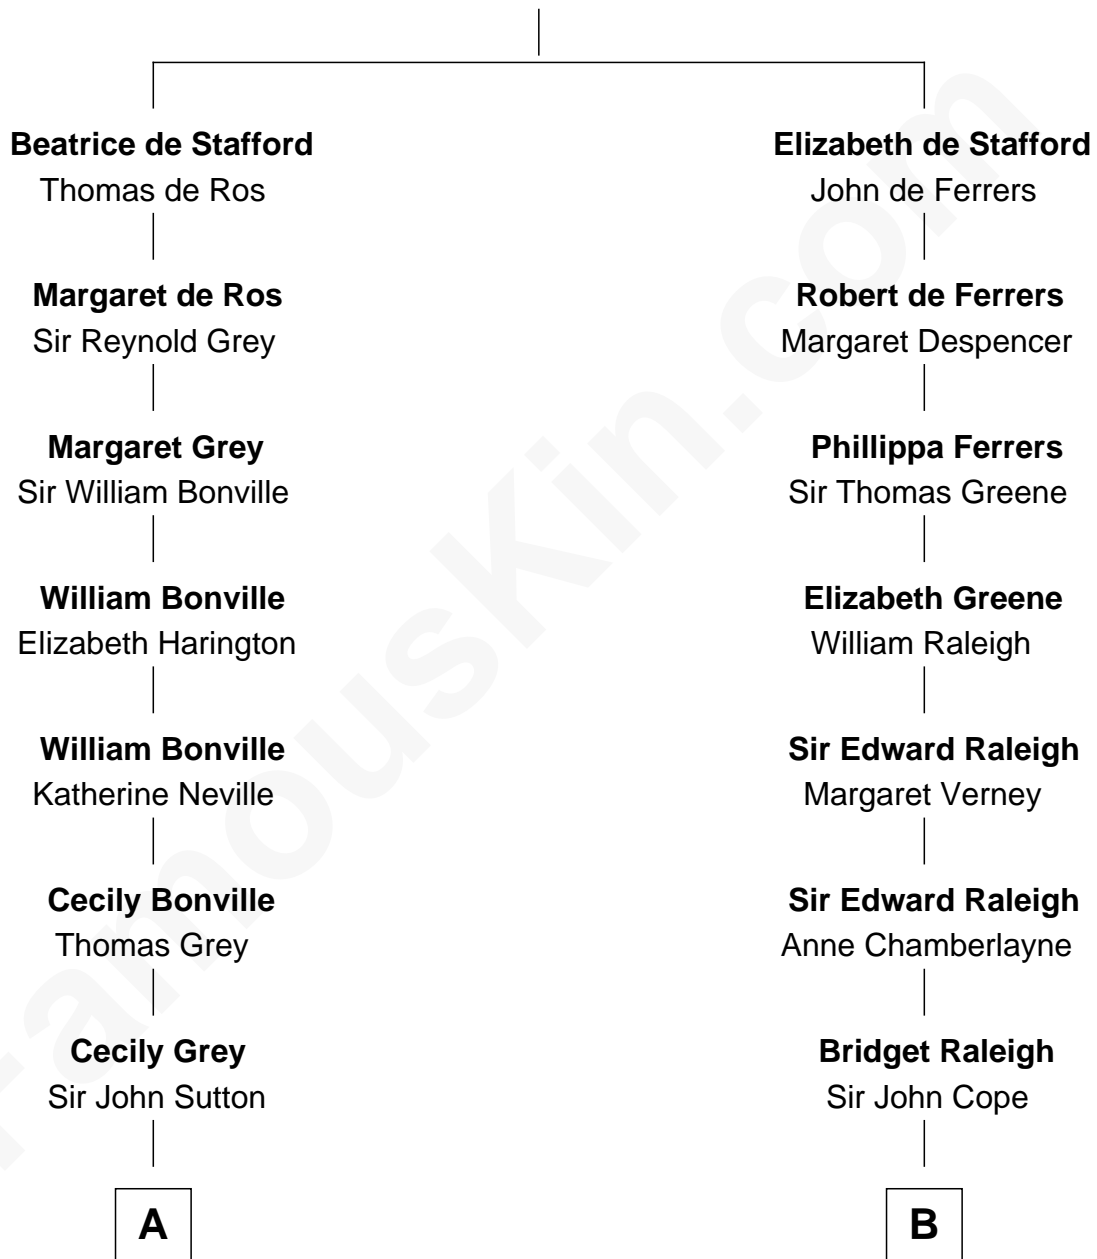 Beatrice de Stafford
Thomas de Ros
Margaret de Ros
Sir Reynold Grey
Margaret Grey
Sir William Bonville
William Bonville
Elizabeth Harington
William Bonville
Katherine Neville
Cecily Bonville
Thomas Grey
Cecily Grey
Sir John Sutton
A
Elizabeth de Stafford
John de Ferrers
Robert de Ferrers
Margaret Despencer
Phillippa Ferrers
Sir Thomas Greene
Elizabeth Greene
William Raleigh
Sir Edward Raleigh
Margaret Verney
Sir Edward Raleigh
Anne Chamberlayne
Bridget Raleigh
Sir John Cope
B
FamousKin.com